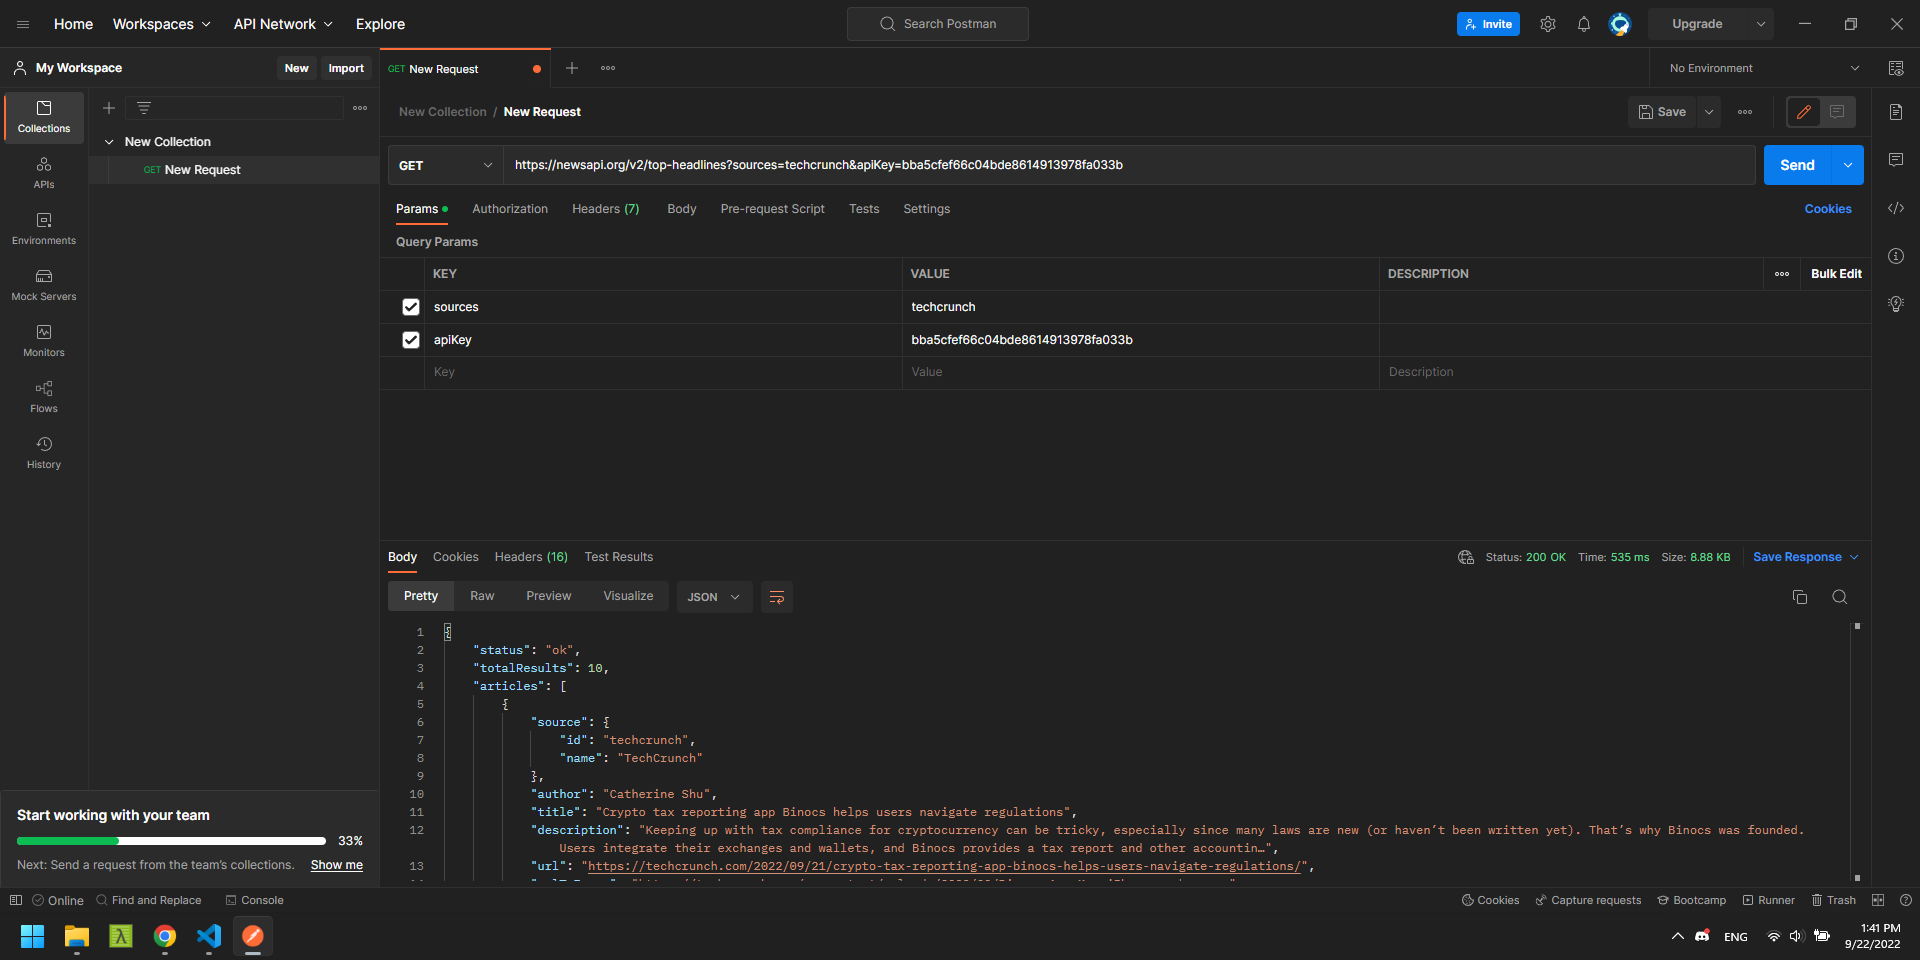 Home Workspaces API Network Explore
Search Postman
Invite
Upgrade
My Workspace
New Import
GET New Request
No Environment
Collections
New Collection
GET New Request
APIs
Environments
Mock Servers
Monitors
Flows
History
New Collection / New Request
Save
GET https://newsapi.org/v2/top-headlines?sources=techcrunch&apiKey=bba5cfef66c04bde8614913978fa033b
Send
Params Authorization Headers (7) Body Pre-request Script Tests Settings
Cookies
Query Params
KEY VALUE DESCRIPTION Bulk Edit
sources techcrunch
apiKey bba5cfef66c04bde8614913978fa033b
Key Value Description
Body Cookies Headers (16) Test Results
Status: 200 OK Time: 535 ms Size: 8.88 KB Save Response
Pretty Raw Preview Visualize JSON
1 {
2 "status": "ok",
3 "totalResults": 10,
4 "articles": [
5 {
6 "source": {
7 "id": "techcrunch",
8 "name": "TechCrunch"
9 },
10 "author": "Catherine Shu",
11 "title": "Crypto tax reporting app Binocs helps users navigate regulations",
12 "description": "Keeping up with tax compliance for cryptocurrency can be tricky, especially since many laws are new (or haven’t been written yet). That’s why Binocs was founded.
Users integrate their exchanges and wallets, and Binocs provides a tax report and other accountin…",
13 "url": "https://techcrunch.com/2022/09/21/crypto-tax-reporting-app-binocs-helps-users-navigate-regulations/",
Start working with your team
33%
Next: Send a request from the team’s collections. Show me
Online Find and Replace Console
Cookies Capture requests Bootcamp Runner Trash
ENG
1:41 PM
9/22/2022